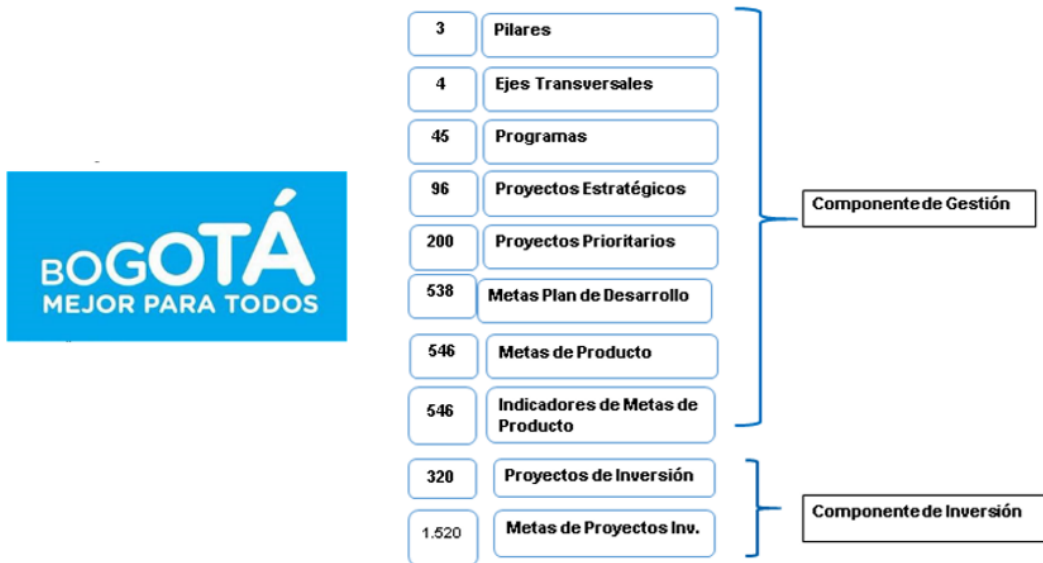 3 Pilares
4 Ejes Transversales
45 Programas
96 Proyectos Estratégicos
200 Proyectos Prioritarios
538 Metas Plan de Desarrollo
546 Metas de Producto
546 Indicadores de Metas de
Producto
320 Proyectos de Inversión
1.520 Metas de Proyectos Inv.
BOGOTÁ
MEJOR PARA TODOS
Componente de Gestión
Componente de Inversión